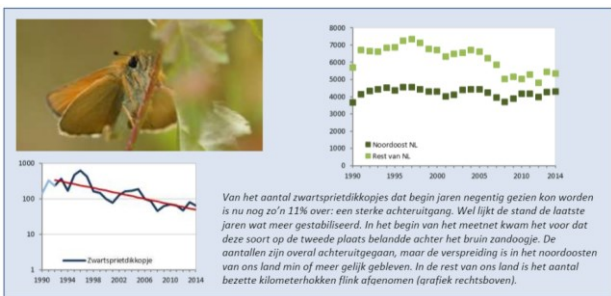 8000
7000
6000
5000
4000
3000
2000
1000
0
Noordoost NL
Rest van NL
1990 1994 1998 2002 2006 2010 2014
1000
100
10
1
Zwartsprietdikkopje
1990 1994 1998 2002 2006 2010 2014
Van het aantal zwartsprietdikkopjes dat begin jaren negentig gezien kon worden
is nu nog zo'n 11% over: een sterke achteruitgang. Wel lijkt de stand de laatste
jaren wat meer gestabiliseerd. In het begin van het meetnet kwam het voor dat
deze soort op de tweede plaats belandde achter het bruin zandoogje. De
aantallen zijn overal achteruitgegaan, maar de verspreiding is in het noordoosten
van ons land min of meer gelijk gebleven. In de rest van ons land is het aantal
bezette kilometerhokken flink afgenomen (grafiek rechtsboven).